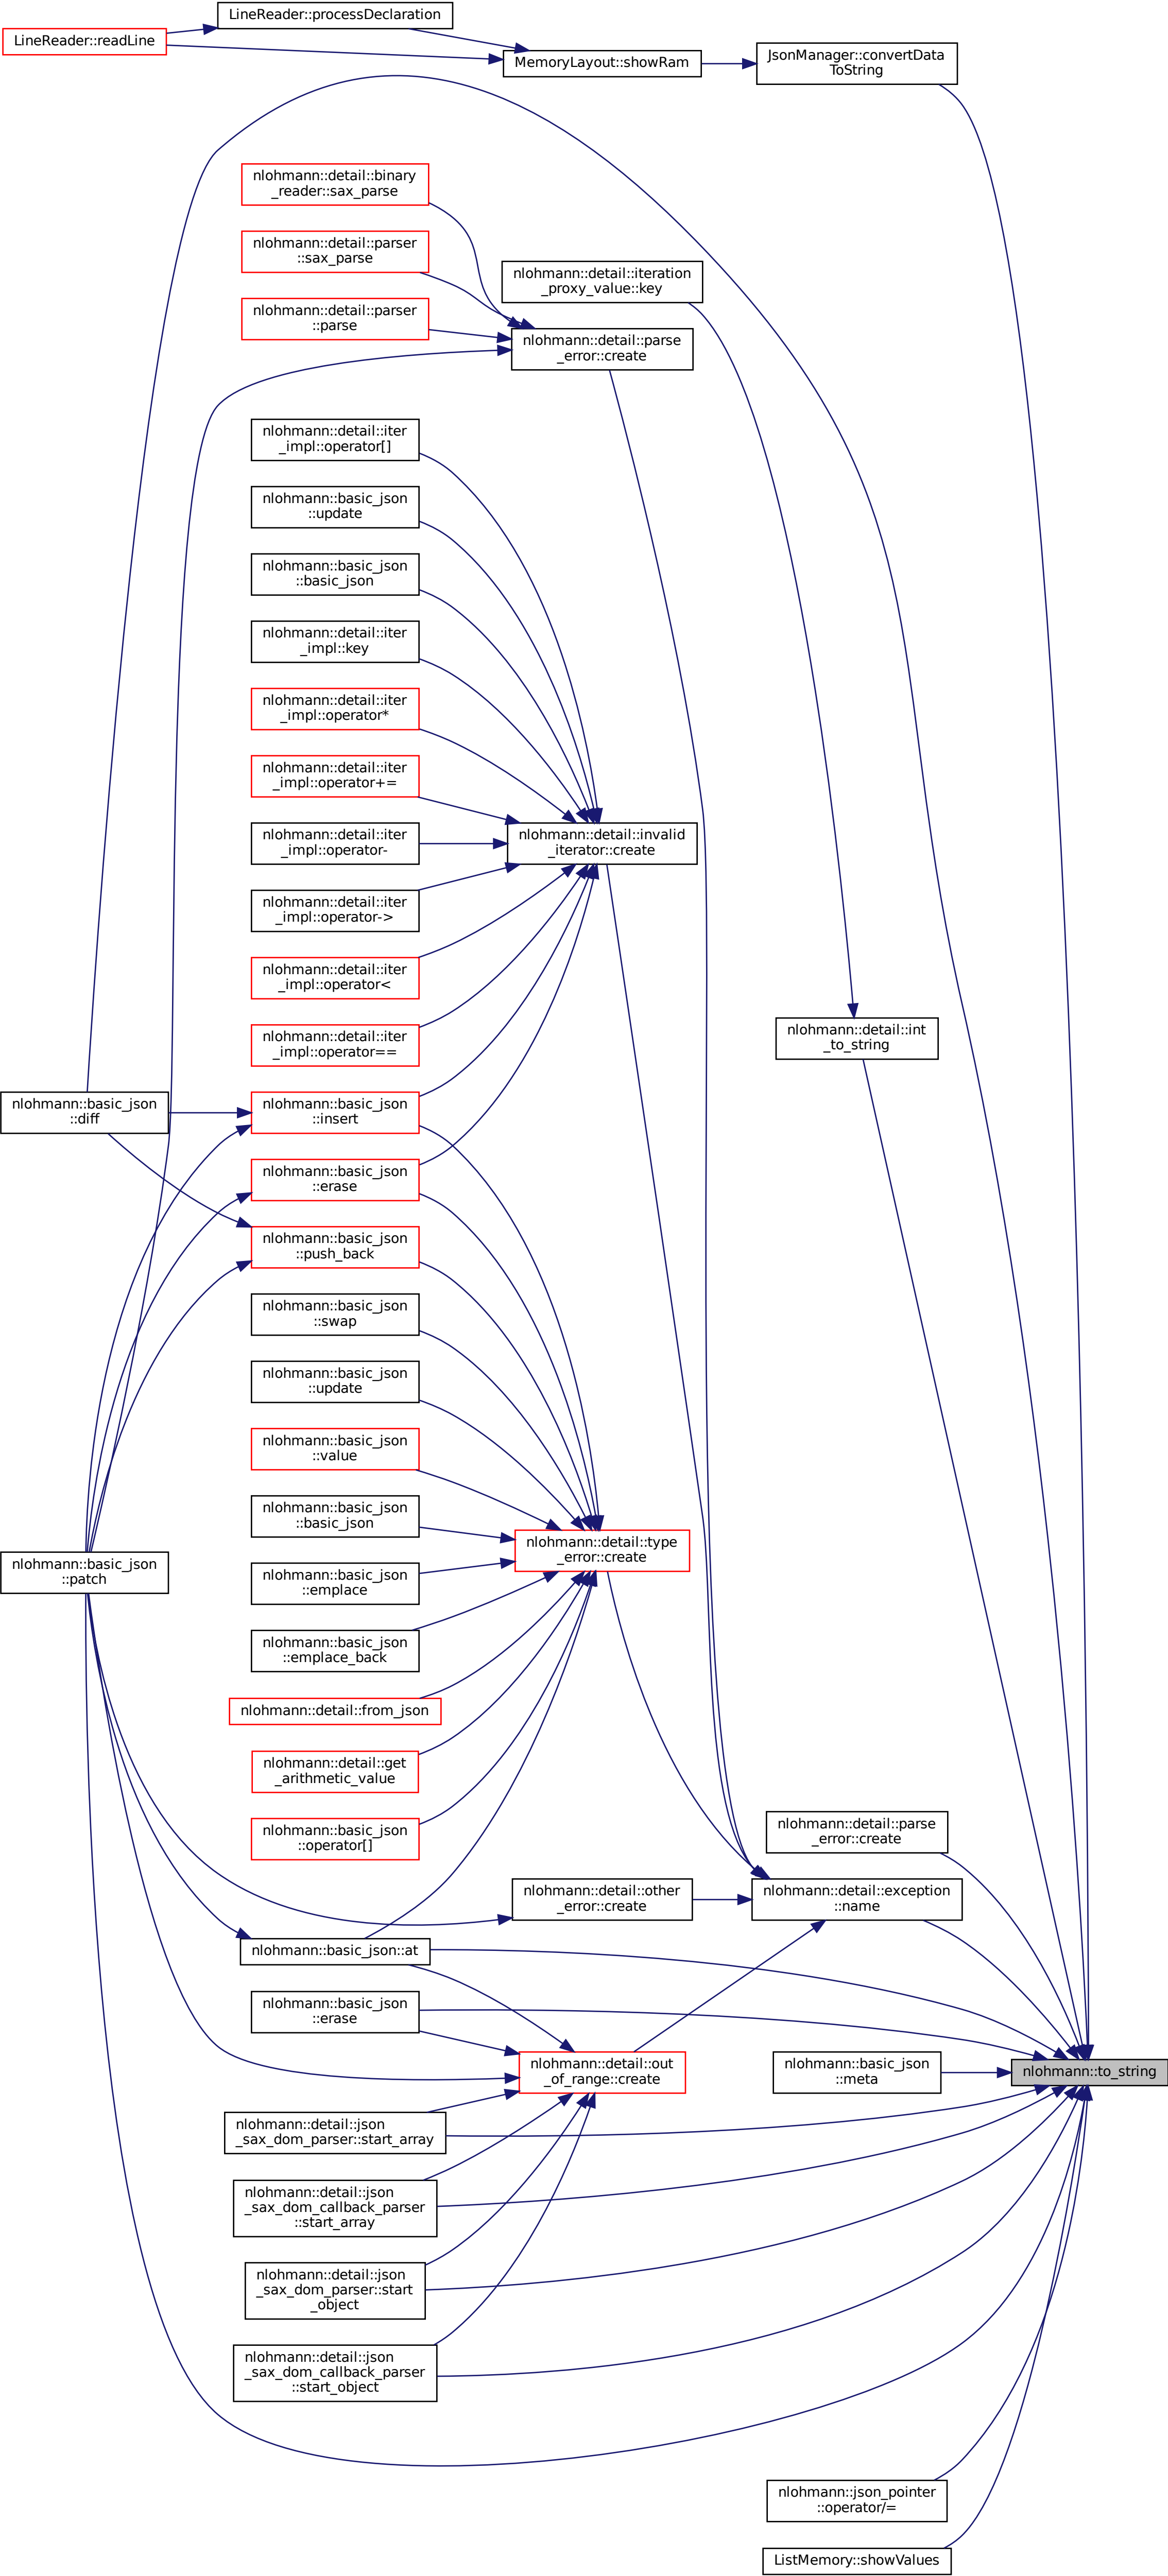 LineReader::processDeclaration
LineReader::readLine
MemoryLayout::showRam
JsonManager::convertData
ToString
nlohmann::detail::binary
_reader::sax_parse
nlohmann::detail::parser
::sax_parse
nlohmann::detail::iteration
_proxy_value::key
nlohmann::detail::parser
::parse
nlohmann::detail::parse
_error::create
nlohmann::detail::iter
_impl::operator[]
nlohmann::basic_json
::update
nlohmann::basic_json
::basic_json
nlohmann::detail::iter
_impl::key
nlohmann::detail::iter
_impl::operator*
nlohmann::detail::iter
_impl::operator+=
nlohmann::detail::iter
_impl::operator-
nlohmann::detail::invalid
_iterator::create
nlohmann::detail::iter
_impl::operator->
nlohmann::detail::iter
_impl::operator<
nlohmann::detail::int
_to_string
nlohmann::detail::iter
_impl::operator==
nlohmann::basic_json
::diff
nlohmann::basic_json
::insert
nlohmann::basic_json
::erase
nlohmann::basic_json
::push_back
nlohmann::basic_json
::swap
nlohmann::basic_json
::update
nlohmann::basic_json
::value
nlohmann::basic_json
::basic_json
nlohmann::detail::type
_error::create
nlohmann::basic_json
::patch
nlohmann::basic_json
::emplace
nlohmann::basic_json
::emplace_back
nlohmann::detail::from_json
nlohmann::detail::get
_arithmetic_value
nlohmann::basic_json
::operator[]
nlohmann::detail::parse
_error::create
nlohmann::detail::other
_error::create
nlohmann::detail::exception
::name
nlohmann::basic_json::at
nlohmann::basic_json
::erase
nlohmann::detail::out
_of_range::create
nlohmann::basic_json
::meta
nlohmann::to_string
nlohmann::detail::json
_sax_dom_parser::start_array
nlohmann::detail::json
_sax_dom_callback_parser
::start_array
nlohmann::detail::json
_sax_dom_parser::start
_object
nlohmann::detail::json
_sax_dom_callback_parser
::start_object
nlohmann::json_pointer
::operator/=
ListMemory::showValues